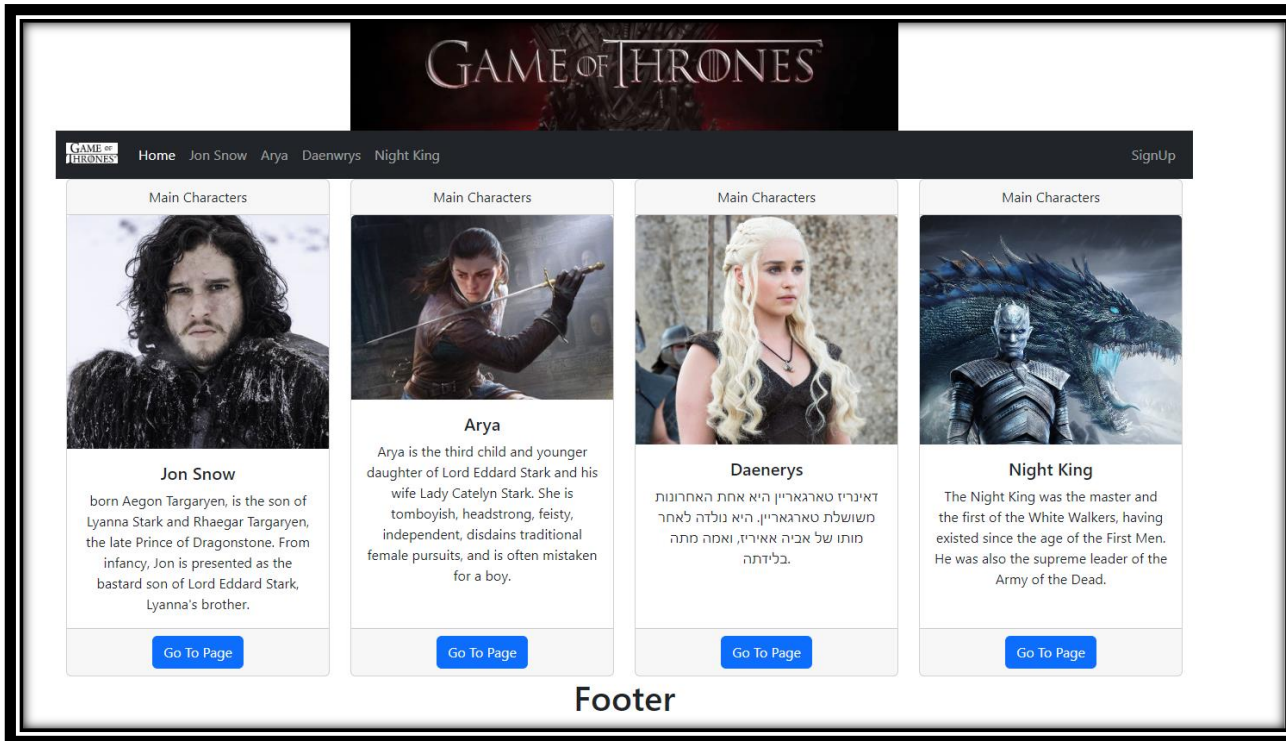 GAME OF THRONES
GAME OF
THRONES
Home Jon Snow Arya Daenwrys Night King SignUp
Main Characters
Jon Snow
born Aegon Targaryen, is the son of
Lyanna Stark and Rhaegar Targaryen,
the late Prince of Dragonstone. From
infancy, Jon is presented as the
bastard son of Lord Eddard Stark,
Lyanna's brother.
Go To Page
Main Characters
Arya
Arya is the third child and younger
daughter of Lord Eddard Stark and his
wife Lady Catelyn Stark. She is
tomboyish, headstrong, feisty,
independent, disdains traditional
female pursuits, and is often mistaken
for a boy.
Go To Page
Main Characters
Daenerys
דאינריז טארגאריין היא אחת האחרונות
משושלת טארגאריין. היא נולדה לאחר
מותו של אביה אאיריז, ואמה מתה
בלידתה.
Go To Page
Main Characters
Night King
The Night King was the master and
the first of the White Walkers, having
existed since the age of the First Men.
He was also the supreme leader of the
Army of the Dead.
Go To Page
Footer